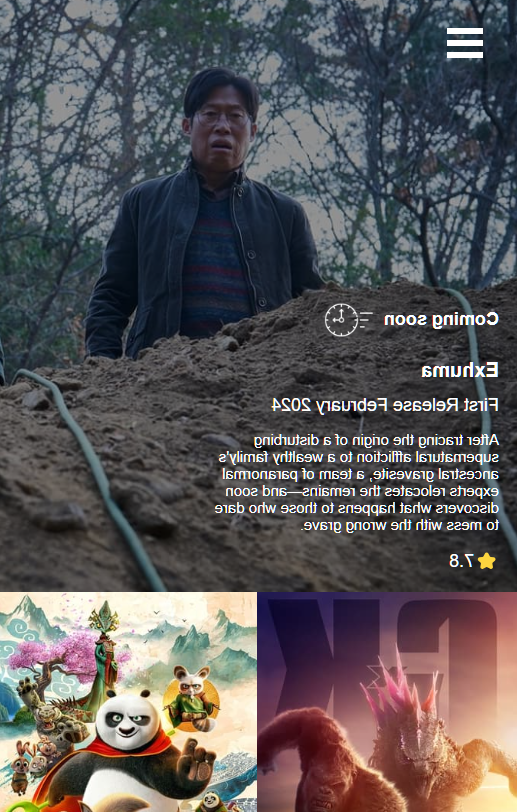 Coming soon
Exhuma
First Release February 2024
After tracing the origin of a disturbing
supernatural affliction to a wealthy family's
ancestral gravesite, a team of paranormal
experts relocates the remains—and soon
discovers what happens to those who dare
to mess with the wrong grave.
7.8
GK